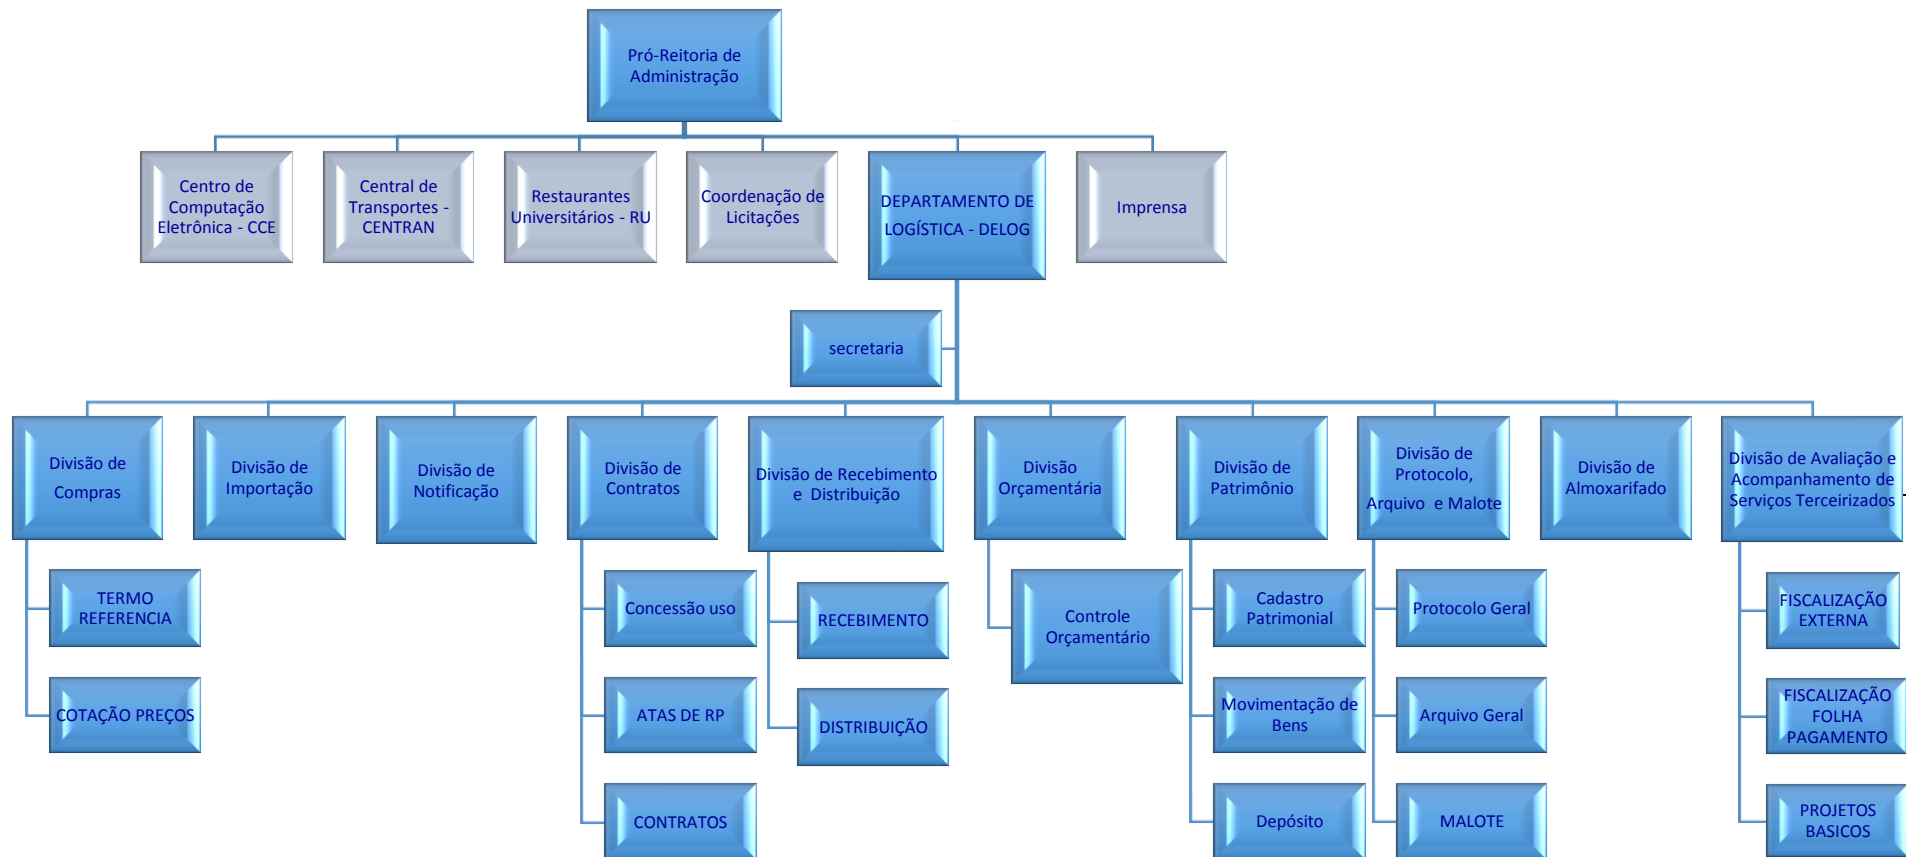 Pró-Reitoria de
Administração
Centro de
Computação
Eletrônica - CCE
Central de
Transportes -
CENTRAN
Restaurantes
Universitários - RU
Coordenação de
Licitações
DEPARTAMENTO DE
LOGÍSTICA - DELOG
Imprensa
secretaria
Divisão de
Compras
Divisão de
Importação
Divisão de
Notificação
Divisão de
Contratos
Divisão de Recebimento
e Distribuição
Divisão
Orçamentária
Divisão de
Patrimônio
Divisão de
Protocolo,
Arquivo e Malote
Divisão de
Almoxarifado
Divisão de Avaliação e
Acompanhamento de
Serviços Terceirizados
TERMO
REFERENCIA
COTAÇÃO PREÇOS
Concessão uso
ATAS DE RP
CONTRATOS
RECEBIMENTO
DISTRIBUIÇÃO
Controle
Orçamentário
Cadastro
Patrimonial
Movimentação de
Bens
Depósito
Protocolo Geral
Arquivo Geral
MALOTE
FISCALIZAÇÃO
EXTERNA
FISCALIZAÇÃO
FOLHA
PAGAMENTO
PROJETOS
BASICOS